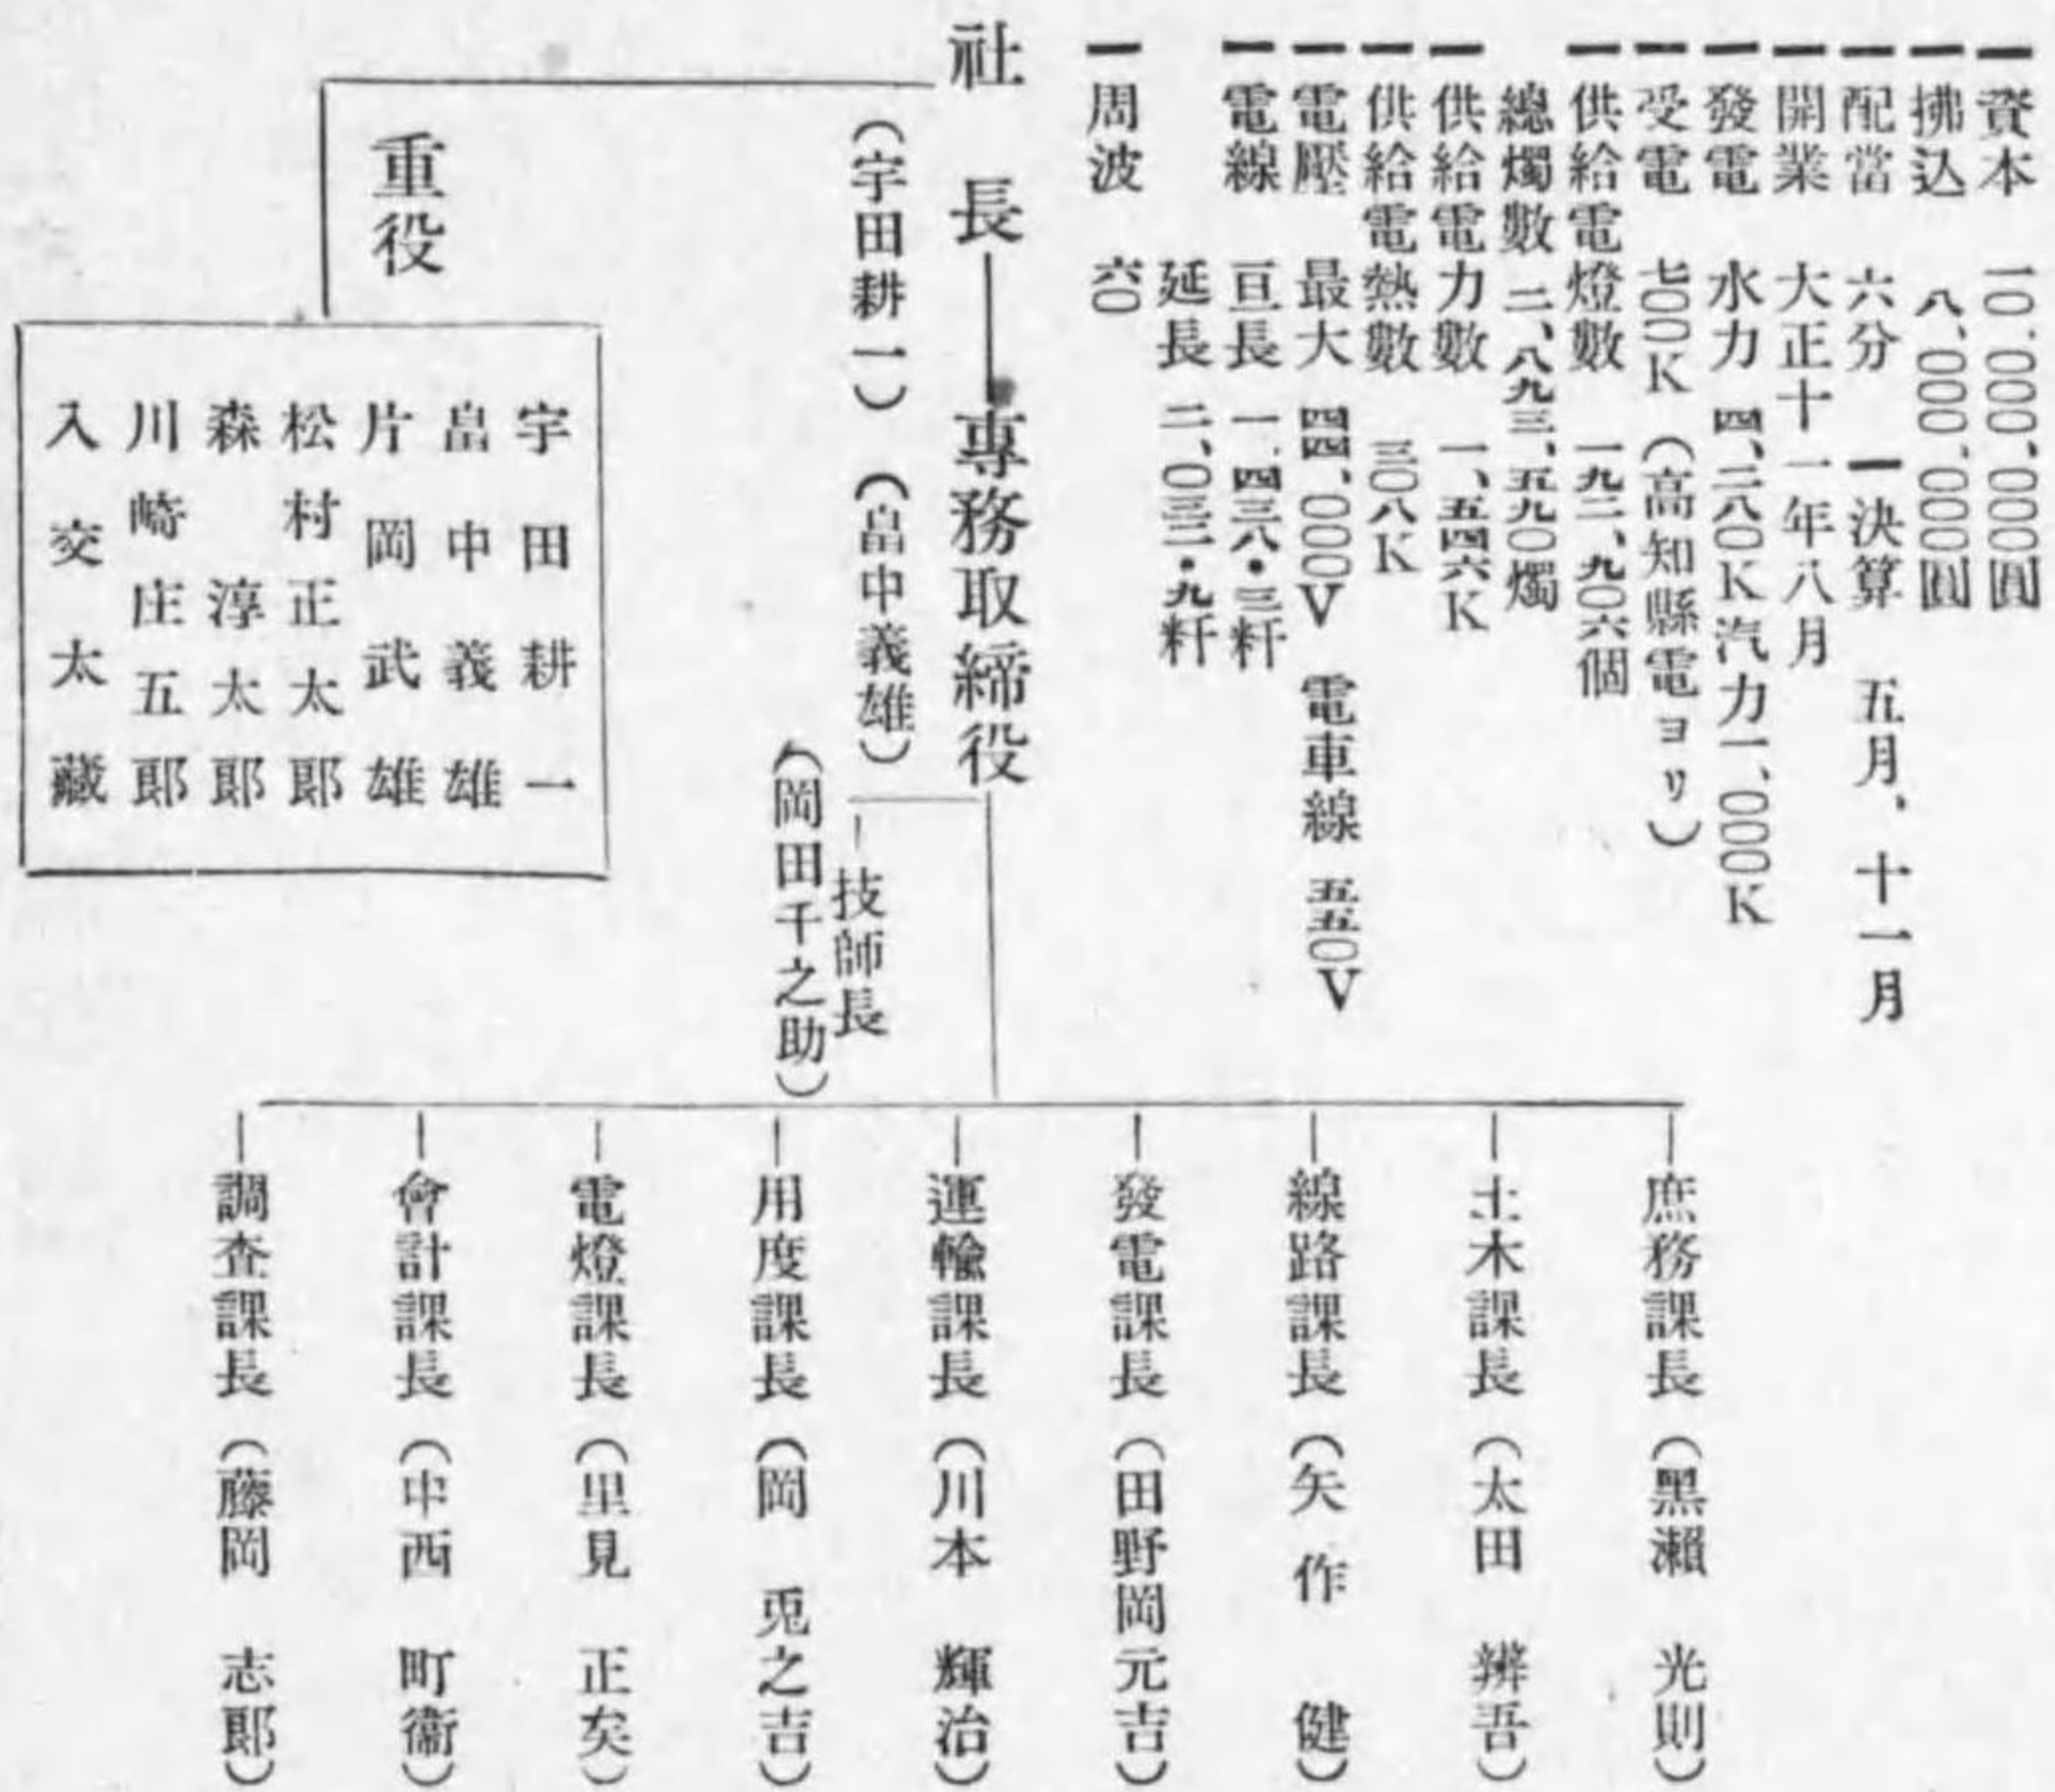 ━資本 一〇、〇〇〇、〇〇〇圓
━拂込 八、〇〇〇、〇〇〇圓
━配當 六分 ━決算 五月、十一月
━開業 大正十一年八月
━發電 水力 四、二八〇K汽力一、〇〇〇K
━受電 七〇〇K(高知縣電ヨリ)
━供給電燈數 一九二、九〇六個
總燭數 二、八九三、五九〇燭
━供給電力數 一、五四六K
━供給電熱數 三〇八K
━電壓 最大 四四、〇〇〇V 電車線 五五〇V
━電線 亘長 一、四三八・三粁
延長 二、〇三二・九粁
━周波 六〇
社長━專務取締役
(宇田耕一)(畠中義雄)
技師長
(岡田千之助)
重役
宇田耕一
畠中義雄
片岡武雄
松村正太郎
森淳太郎
川崎庄五郎
入交太藏
庶務課長(黑瀨 光則)
土木課長(太田 辨吾)
線路課長(矢作 健)
發電課長(田野岡元吉)
運輸課長(川本 輝治)
用度課長(岡 兎之吉)
電燈課長(里見 正矣)
會計課長(中西 町衞)
調査課長(藤岡 志郎)